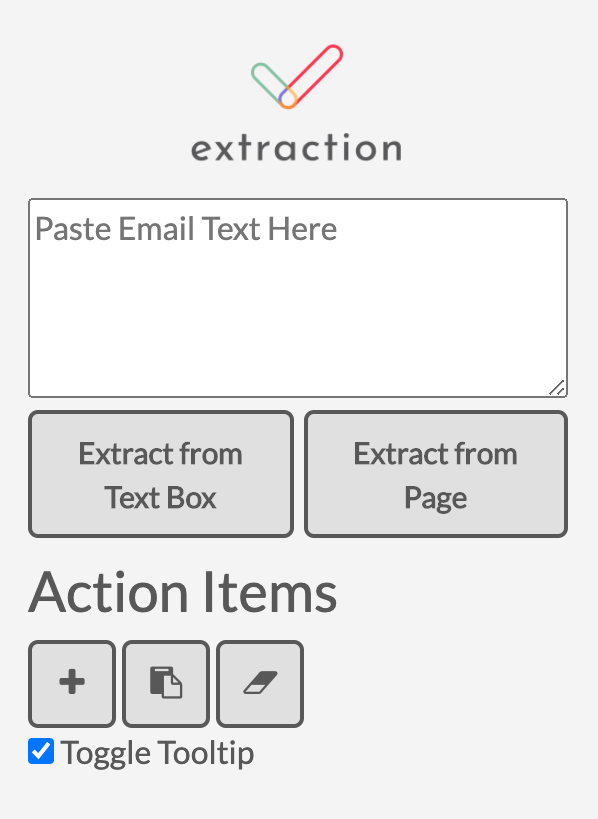 extraction
Paste Email Text Here
Extract from
Text Box
Extract from
Page
Action Items
Toggle Tooltip